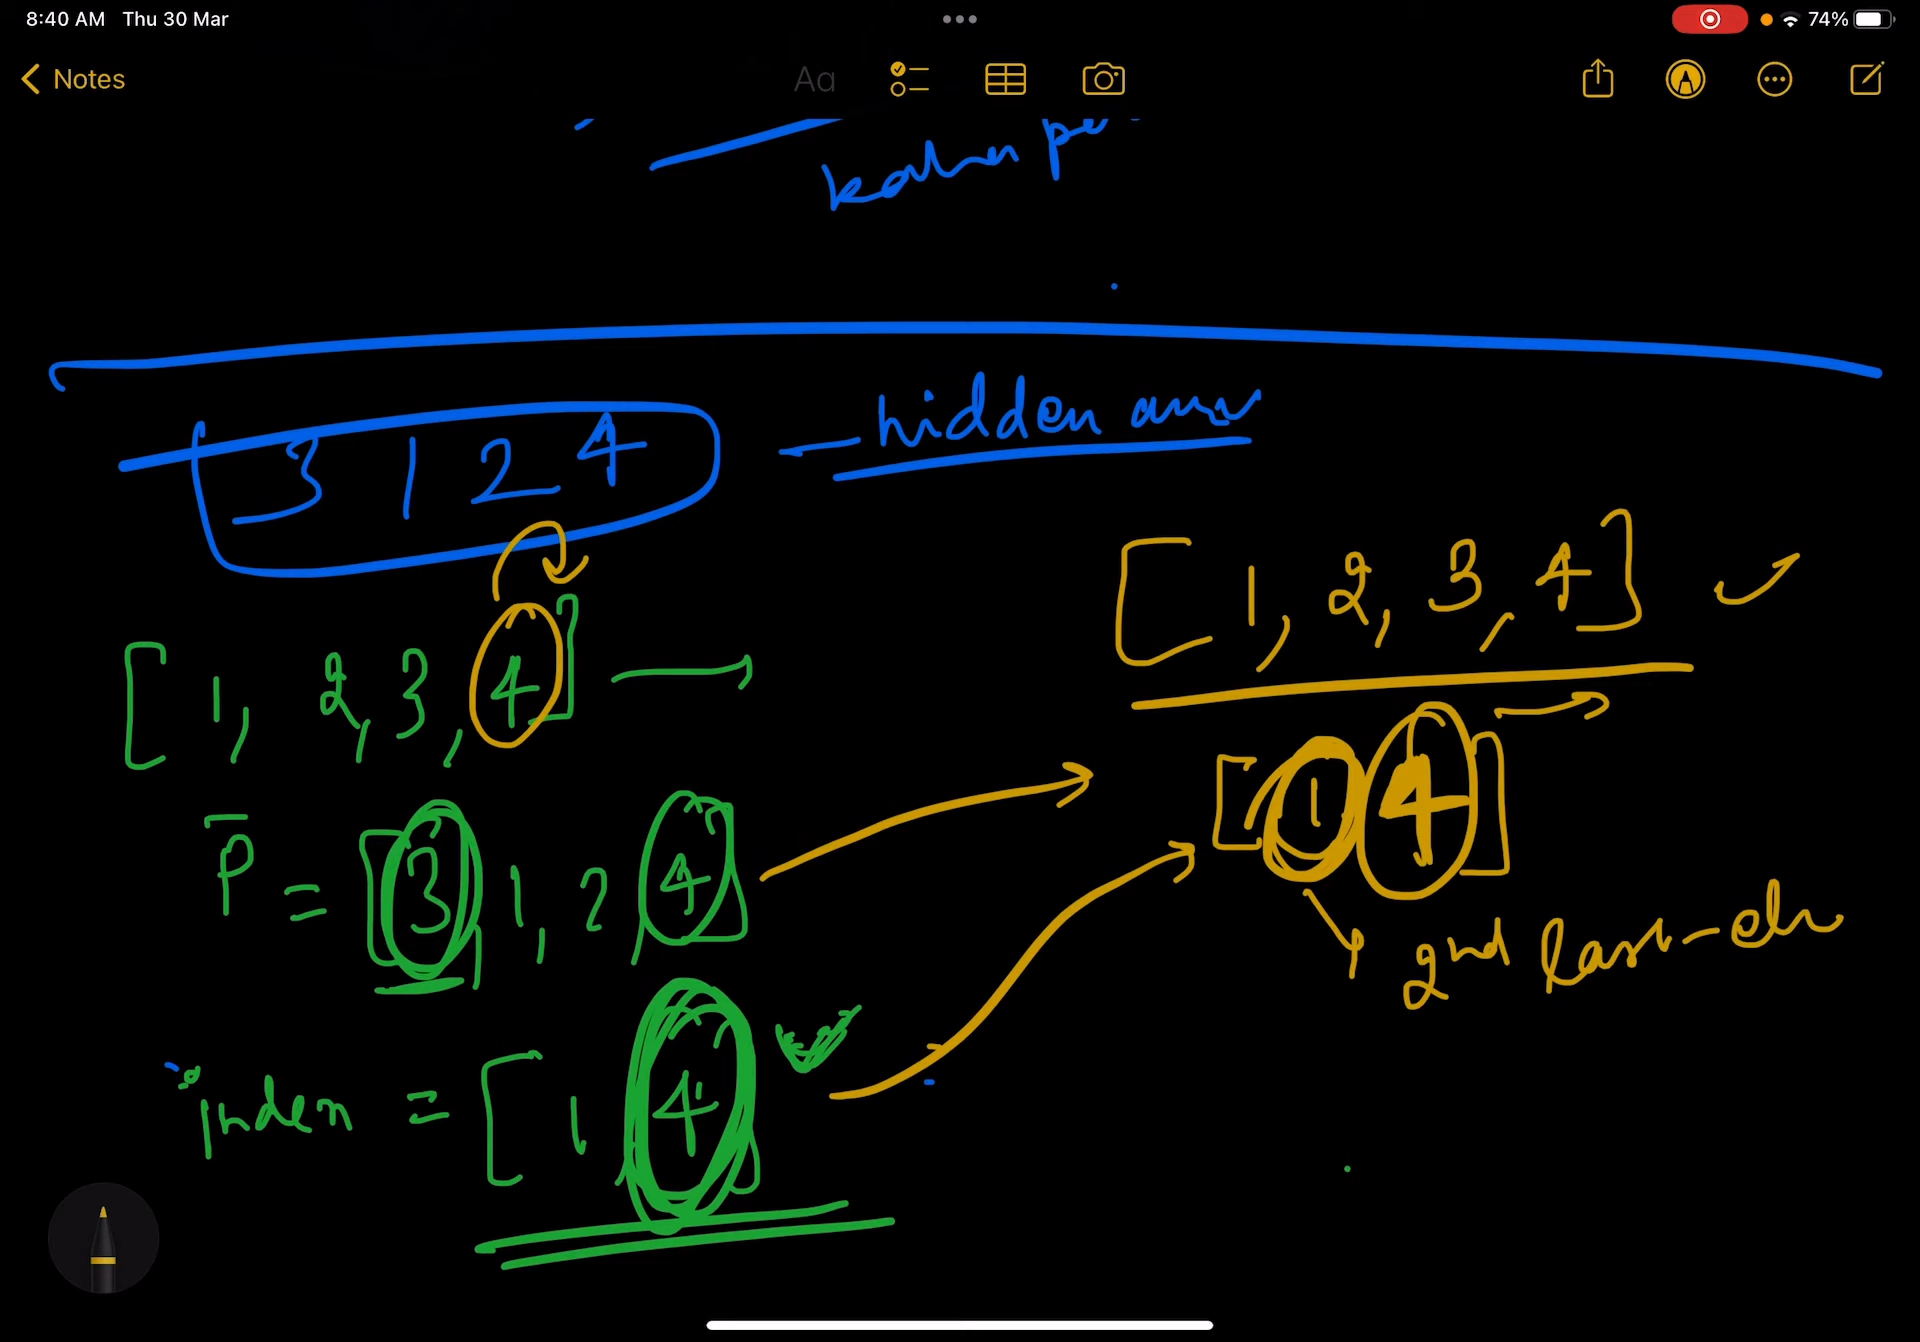 8:40 AM Thu 30 Mar
74%
Notes
Aa
kahan pe
3 1 2 4 — hidden arr
[1, 2, 3, 4]
[1, 2, 3, 4] →
[1 4] →
P = [3, 1, 2, 4]
2nd last-ele
index = [1, 4]